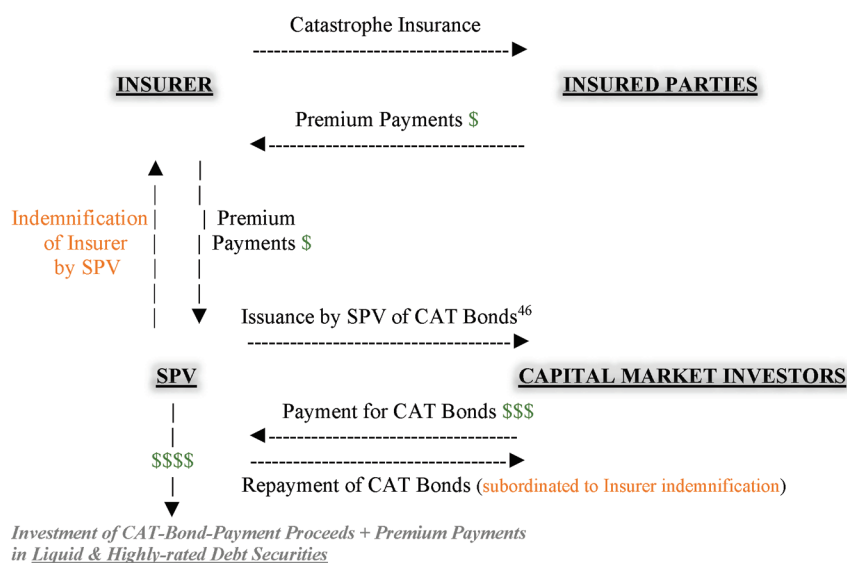 Catastrophe Insurance
INSURER
INSURED PARTIES
Premium Payments $
Indemnification
of Insurer
by SPV
Premium
Payments $
Issuance by SPV of CAT Bonds46
SPV
CAPITAL MARKET INVESTORS
Payment for CAT Bonds $$$
$$$$
Repayment of CAT Bonds (subordinated to Insurer indemnification)
Investment of CAT-Bond-Payment Proceeds + Premium Payments
in Liquid & Highly-rated Debt Securities